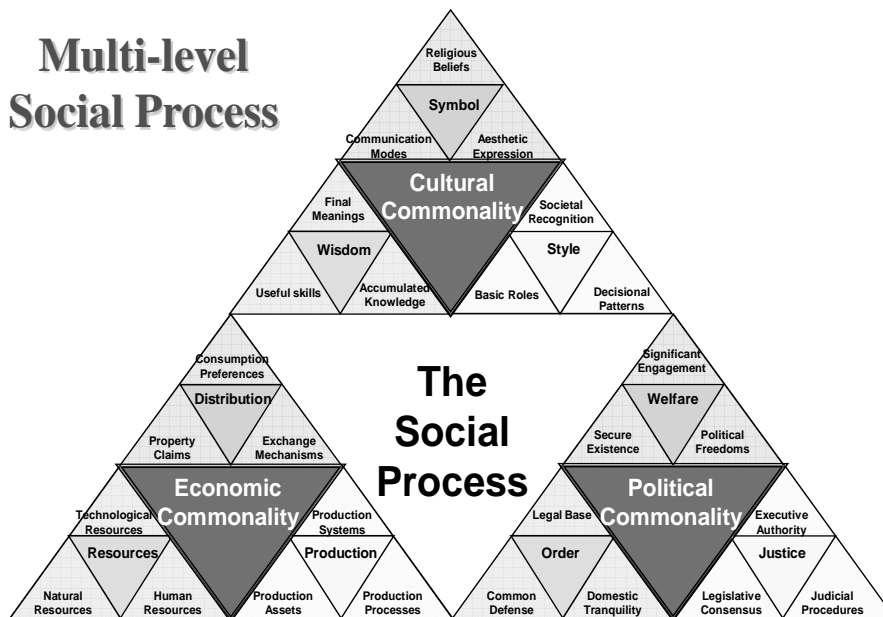 Multi-level
Social Process
Religious
Beliefs
Symbol
Communication
Modes
Aesthetic
Expression
Cultural
Commonality
Final
Meanings
Wisdom
Useful skills
Accumulated
Knowledge
Societal
Recognition
Style
Basic Roles
Decisional
Patterns
The
Social
Process
Consumption
Preferences
Distribution
Property
Claims
Exchange
Mechanisms
Economic
Commonality
Technological
Resources
Resources
Natural
Resources
Human
Resources
Production
Systems
Production
Production
Assets
Production
Processes
Significant
Engagement
Welfare
Secure
Existence
Political
Freedoms
Political
Commonality
Legal Base
Order
Common
Defense
Domestic
Tranquility
Executive
Authority
Justice
Legislative
Consensus
Judicial
Procedures